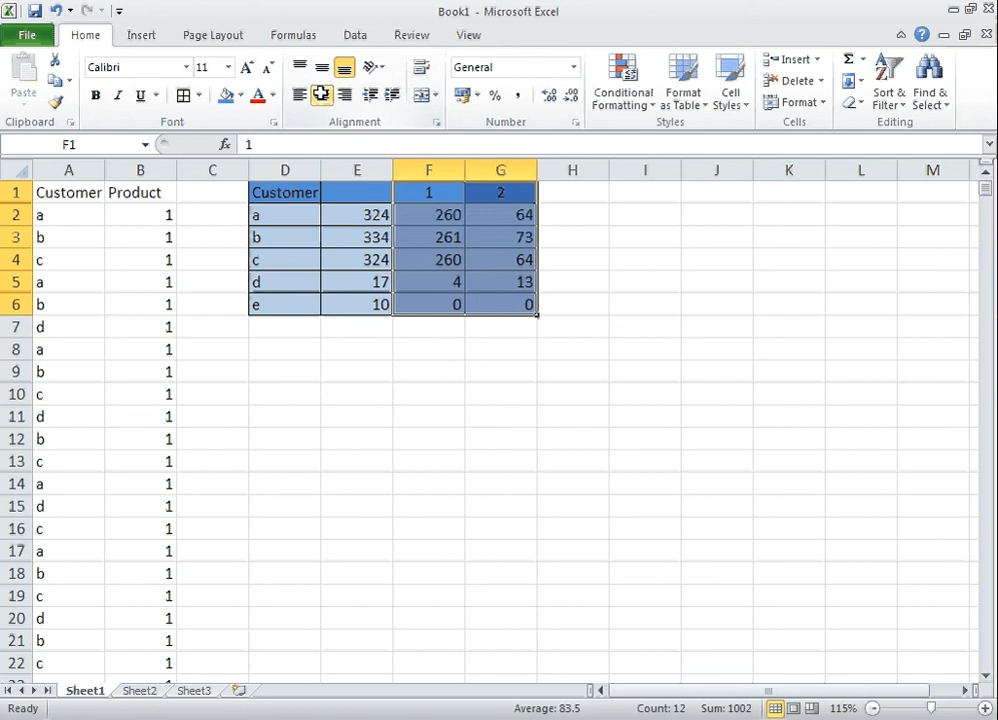 Book1 - Microsoft Excel
File Home Insert Page Layout Formulas Data Review View
Paste
Calibri 11
General
Conditional Formatting
Format as Table
Cell Styles
Insert
Delete
Format
Sort & Filter
Find & Select
Clipboard Font Alignment Number Styles Cells Editing
F1 fx 1
A B C D E F G H I J K L M
1 Customer Product Customer 1 2
2 a 1 a 324 260 64
3 b 1 b 334 261 73
4 c 1 c 324 260 64
5 a 1 d 17 4 13
6 b 1 e 10 0 0
7 d 1
8 a 1
9 b 1
10 c 1
11 d 1
12 b 1
13 c 1
14 a 1
15 d 1
16 c 1
17 a 1
18 b 1
19 c 1
20 d 1
21 b 1
22 c 1
Sheet1 Sheet2 Sheet3
Ready Average: 83.5 Count: 12 Sum: 1002 115%